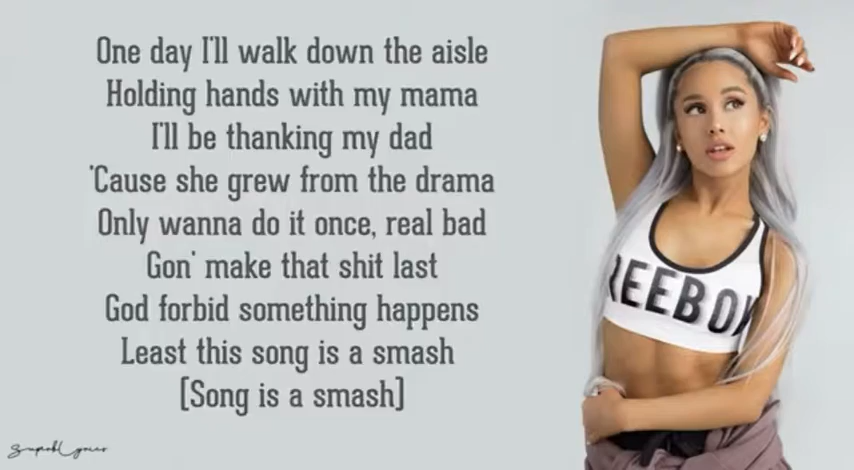 One day I'll walk down the aisle
Holding hands with my mama
I'll be thanking my dad
'Cause she grew from the drama
Only wanna do it once, real bad
Gon' make that shit last
God forbid something happens
Least this song is a smash
[Song is a smash]
REEBOK